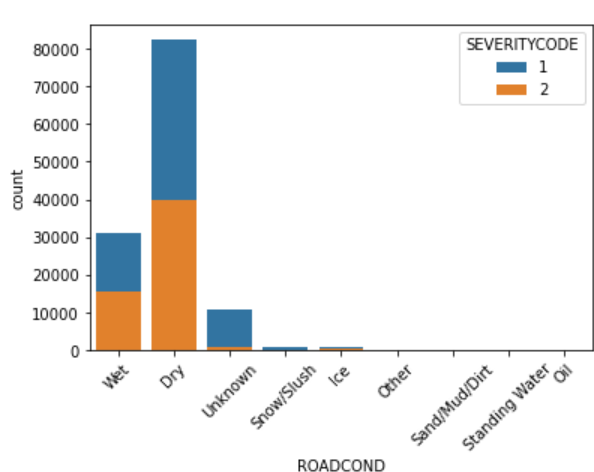 SEVERITYCODE
1
2
count
80000
70000
60000
50000
40000
30000
20000
10000
0
Wet
Dry
Unknown
Snow/Slush
Ice
Other
Sand/Mud/Dirt
Standing Water
Oil
ROADCOND